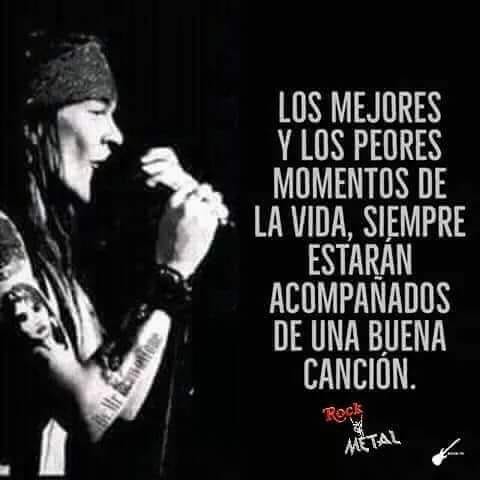 LOS MEJORES
Y LOS PEORES
MOMENTOS DE
LA VIDA, SIEMPRE
ESTARÁN
ACOMPAÑADOS
DE UNA BUENA
CANCIÓN.
Rock
METAL